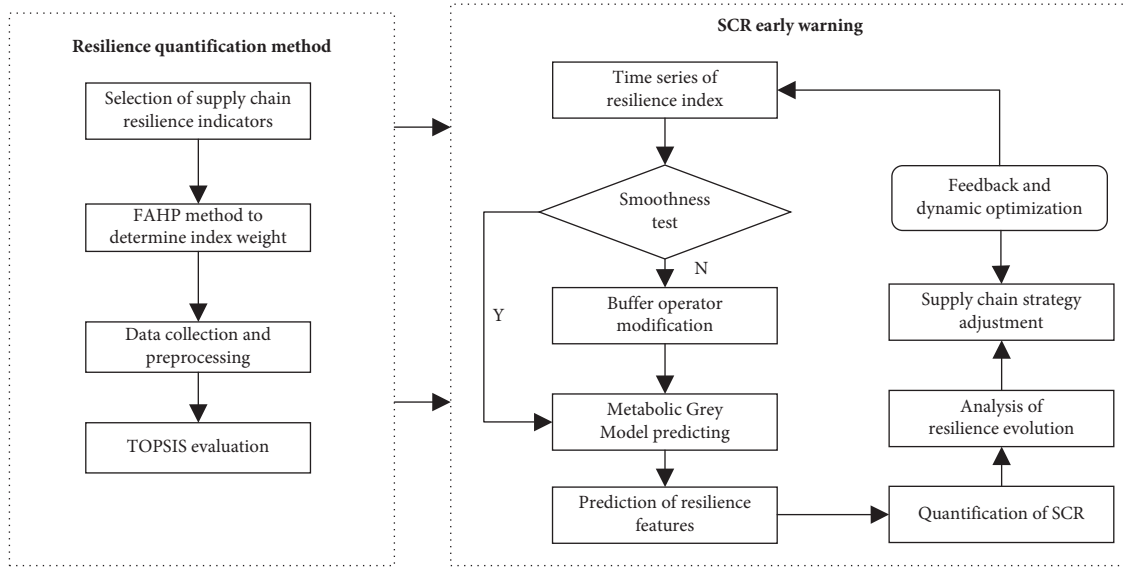 Resilience quantification method
Selection of supply chain
resilience indicators
FAHP method to
determine index weight
Data collection and
preprocessing
TOPSIS evaluation
SCR early warning
Time series of
resilience index
Smoothness
test
N
Y
Buffer operator
modification
Metabolic Grey
Model predicting
Prediction of resilience
features
Feedback and
dynamic optimization
Supply chain strategy
adjustment
Analysis of
resilience evolution
Quantification of SCR